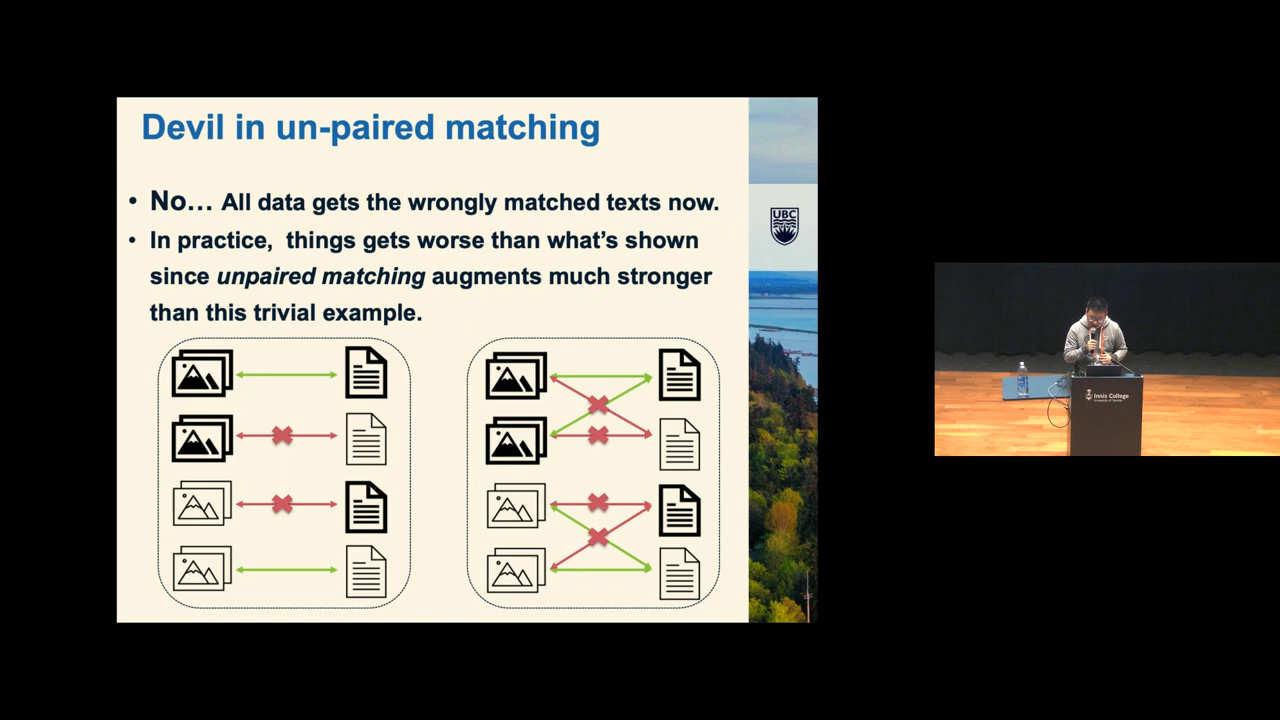 Devil in un-paired matching
• No... All data gets the wrongly matched texts now.
• In practice, things gets worse than what's shown
since unpaired matching augments much stronger
than this trivial example.
UBC
Innis College